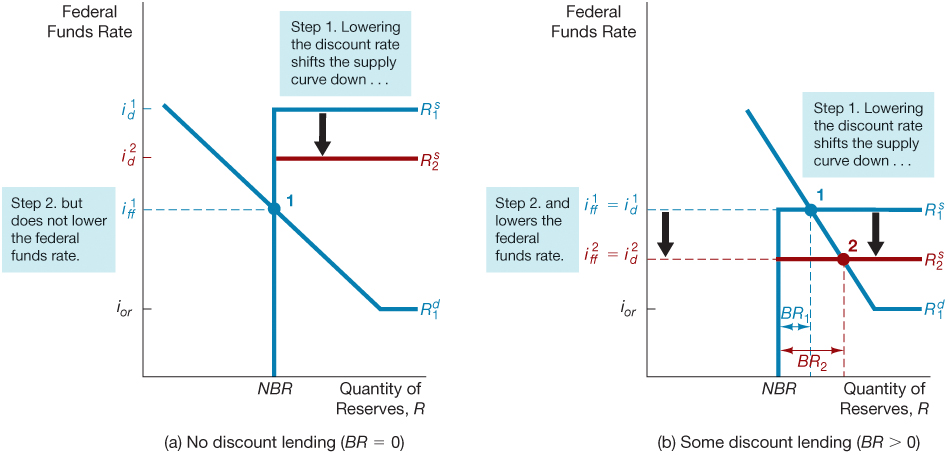 Federal
Funds Rate
Step 1. Lowering
the discount rate
shifts the supply
curve down . . .
i_d^1
R_1^s
i_d^2
R_2^s
Step 2. but
does not lower
the federal
funds rate.
i_ff^1
1
i_or
R_1^d
NBR
Quantity of
Reserves, R
(a) No discount lending (BR = 0)
Federal
Funds Rate
Step 1. Lowering
the discount rate
shifts the supply
curve down . . .
Step 2. and
lowers the
federal
funds rate.
i_ff^1 = i_d^1
1
R_1^s
i_ff^2 = i_d^2
2
R_2^s
i_or
BR_1
R_1^d
BR_2
NBR
Quantity of
Reserves, R
(b) Some discount lending (BR > 0)